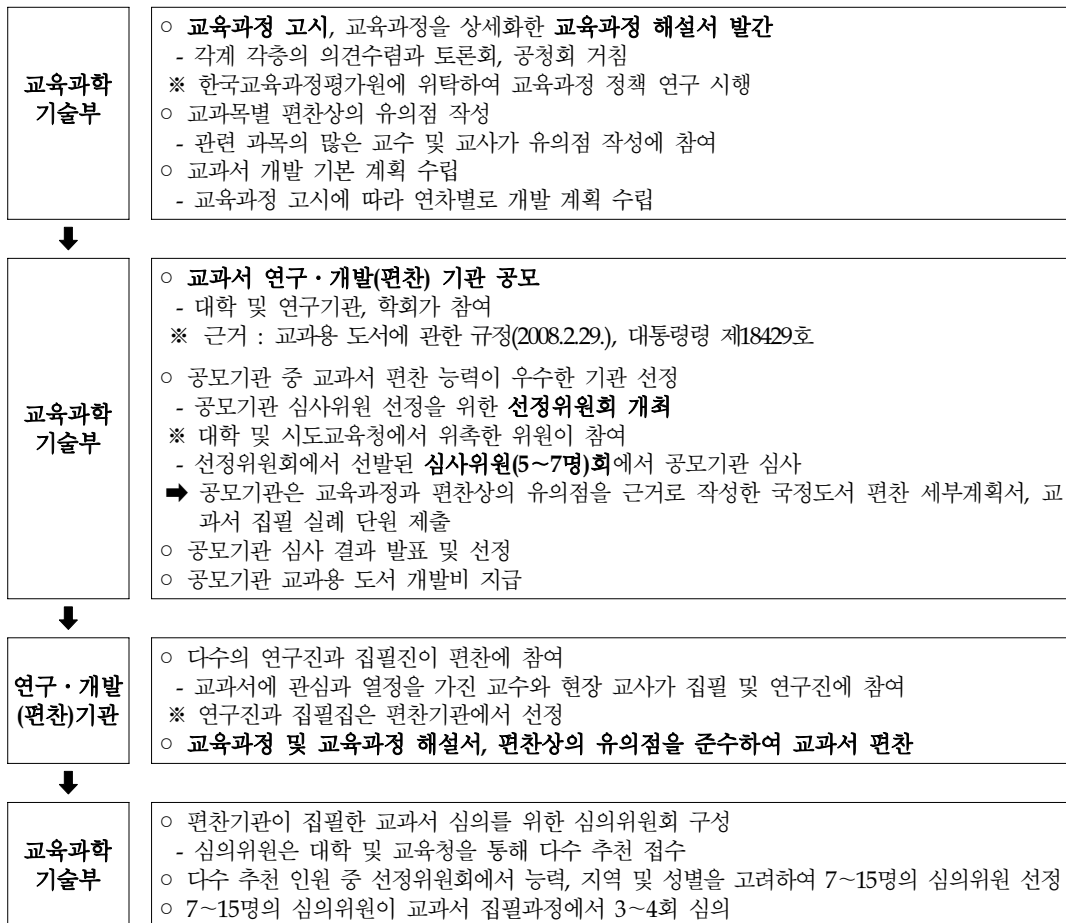 교육과학
기술부
○ 교육과정 고시, 교육과정을 상세화한 교육과정 해설서 발간
- 각계 각층의 의견수렴과 토론회, 공청회 거침
※ 한국교육과정평가원에 위탁하여 교육과정 정책 연구 시행
○ 교과목별 편찬상의 유의점 작성
- 관련 과목의 많은 교수 및 교사가 유의점 작성에 참여
○ 교과서 개발 기본 계획 수립
- 교육과정 고시에 따라 연차별로 개발 계획 수립
⬇
교육과학
기술부
○ 교과서 연구・개발(편찬) 기관 공모
- 대학 및 연구기관, 학회가 참여
※ 근거 : 교과용 도서에 관한 규정(2008.2.29.), 대통령령 제18429호
○ 공모기관 중 교과서 편찬 능력이 우수한 기관 선정
- 공모기관 심사위원 선정을 위한 선정위원회 개최
※ 대학 및 시도교육청에서 위촉한 위원이 참여
- 선정위원회에서 선발된 심사위원(5~7명)회에서 공모기관 심사
➡ 공모기관은 교육과정과 편찬상의 유의점을 근거로 작성한 국정도서 편찬 세부계획서, 교
과서 집필 실례 단원 제출
○ 공모기관 심사 결과 발표 및 선정
○ 공모기관 교과용 도서 개발비 지급
⬇
연구・개발
(편찬)기관
○ 다수의 연구진과 집필진이 편찬에 참여
- 교과서에 관심과 열정을 가진 교수와 현장 교사가 집필 및 연구진에 참여
※ 연구진과 집필집은 편찬기관에서 선정
○ 교육과정 및 교육과정 해설서, 편찬상의 유의점을 준수하여 교과서 편찬
⬇
교육과학
기술부
○ 편찬기관이 집필한 교과서 심의를 위한 심의위원회 구성
- 심의위원은 대학 및 교육청을 통해 다수 추천 접수
○ 다수 추천 인원 중 선정위원회에서 능력, 지역 및 성별을 고려하여 7~15명의 심의위원 선정
○ 7~15명의 심의위원이 교과서 집필과정에서 3~4회 심의